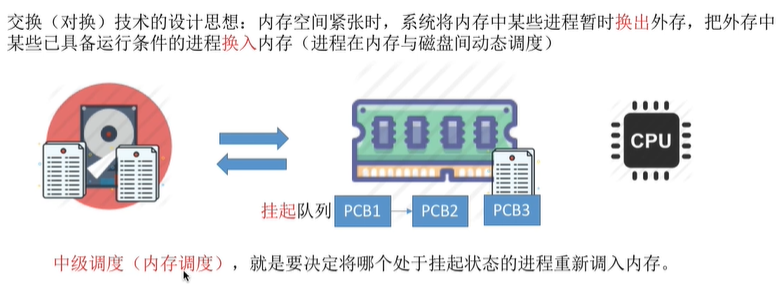 交换（对换）技术的设计思想：内存空间紧张时，系统将内存中某些进程暂时换出外存，把外存中
某些已具备运行条件的进程换入内存（进程在内存与磁盘间动态调度）
CPU
挂起队列 PCB1 PCB2 PCB3
中级调度（内存调度），就是要决定将哪个处于挂起状态的进程重新调入内存。